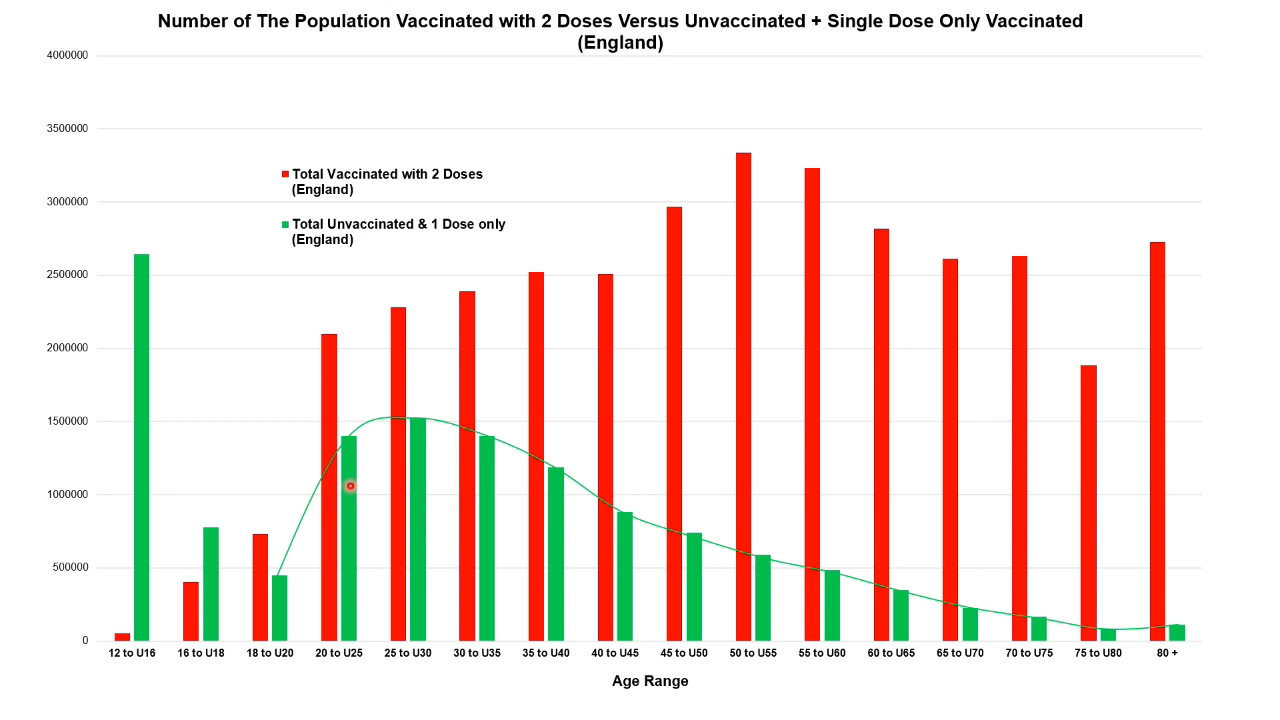 Number of The Population Vaccinated with 2 Doses Versus Unvaccinated + Single Dose Only Vaccinated
(England)
4000000
3500000
3000000
2500000
2000000
1500000
1000000
500000
0
Total Vaccinated with 2 Doses
(England)
Total Unvaccinated & 1 Dose only
(England)
12 to U16 16 to U18 18 to U20 20 to U25 25 to U30 30 to U35 35 to U40 40 to U45 45 to U50 50 to U55 55 to U60 60 to U65 65 to U70 70 to U75 75 to U80 80 +
Age Range